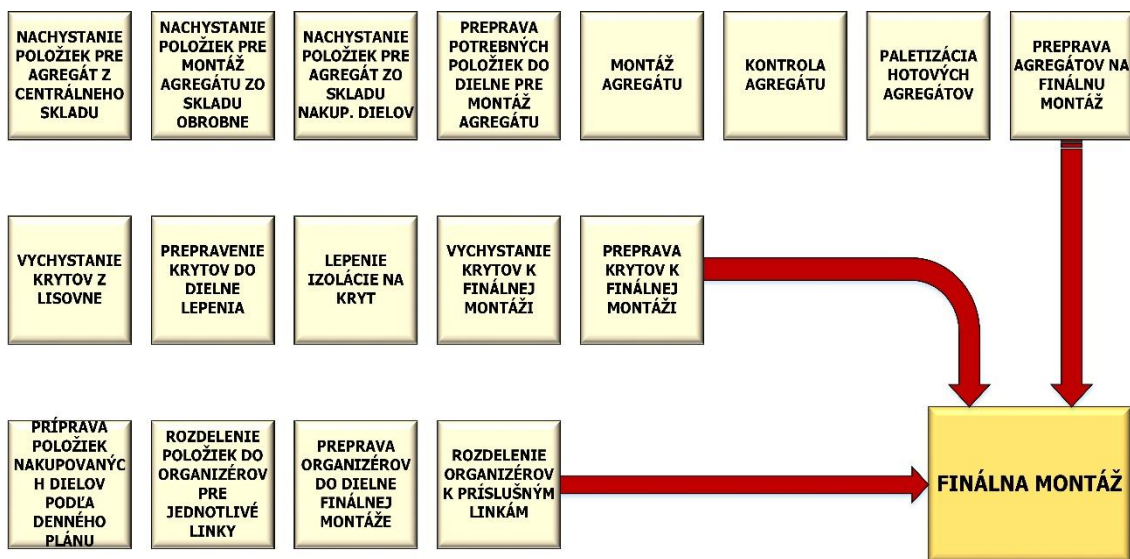 NACHYSTANIE
POLOŽIEK PRE
AGREGÁT Z
CENTRÁLNEHO
SKLADU
NACHYSTANIE
POLOŽIEK PRE
MONTÁŽ
AGREGÁTU ZO
SKLADU
OBROBNE
NACHYSTANIE
POLOŽIEK PRE
AGREGÁT ZO
SKLADU
NAKUP. DIELOV
PREPRAVA
POTREBNÝCH
POLOŽIEK DO
DIELNE PRE
MONTÁŽ
AGREGÁTU
MONTÁŽ
AGREGÁTU
KONTROLA
AGREGÁTU
PALETIZÁCIA
HOTOVÝCH
AGREGÁTOV
PREPRAVA
AGREGÁTOV NA
FINÁLNU
MONTÁŽ
VYCHYSTANIE
KRYTOV Z
LISOVNE
PREPRAVENIE
KRYTOV DO
DIELNE
LEPENIA
LEPENIE
IZOLÁCIE NA
KRYT
VYCHYSTANIE
KRYTOV K
FINÁLNEJ
MONTÁŽI
PREPRAVA
KRYTOV K
FINÁLNEJ
MONTÁŽI
PRÍPRAVA
POLOŽIEK
NAKUPOVANÝC
H DIELOV
PODĽA
DENNÉHO
PLÁNU
ROZDELENIE
POLOŽIEK DO
ORGANIZÉROV
PRE
JEDNOTLIVÉ
LINKY
PREPRAVA
ORGANIZÉROV
DO DIELNE
FINÁLNEJ
MONTÁŽE
ROZDELENIE
ORGANIZÉROV
K PRÍSLUŠNÝM
LINKÁM
FINÁLNA MONTÁŽ